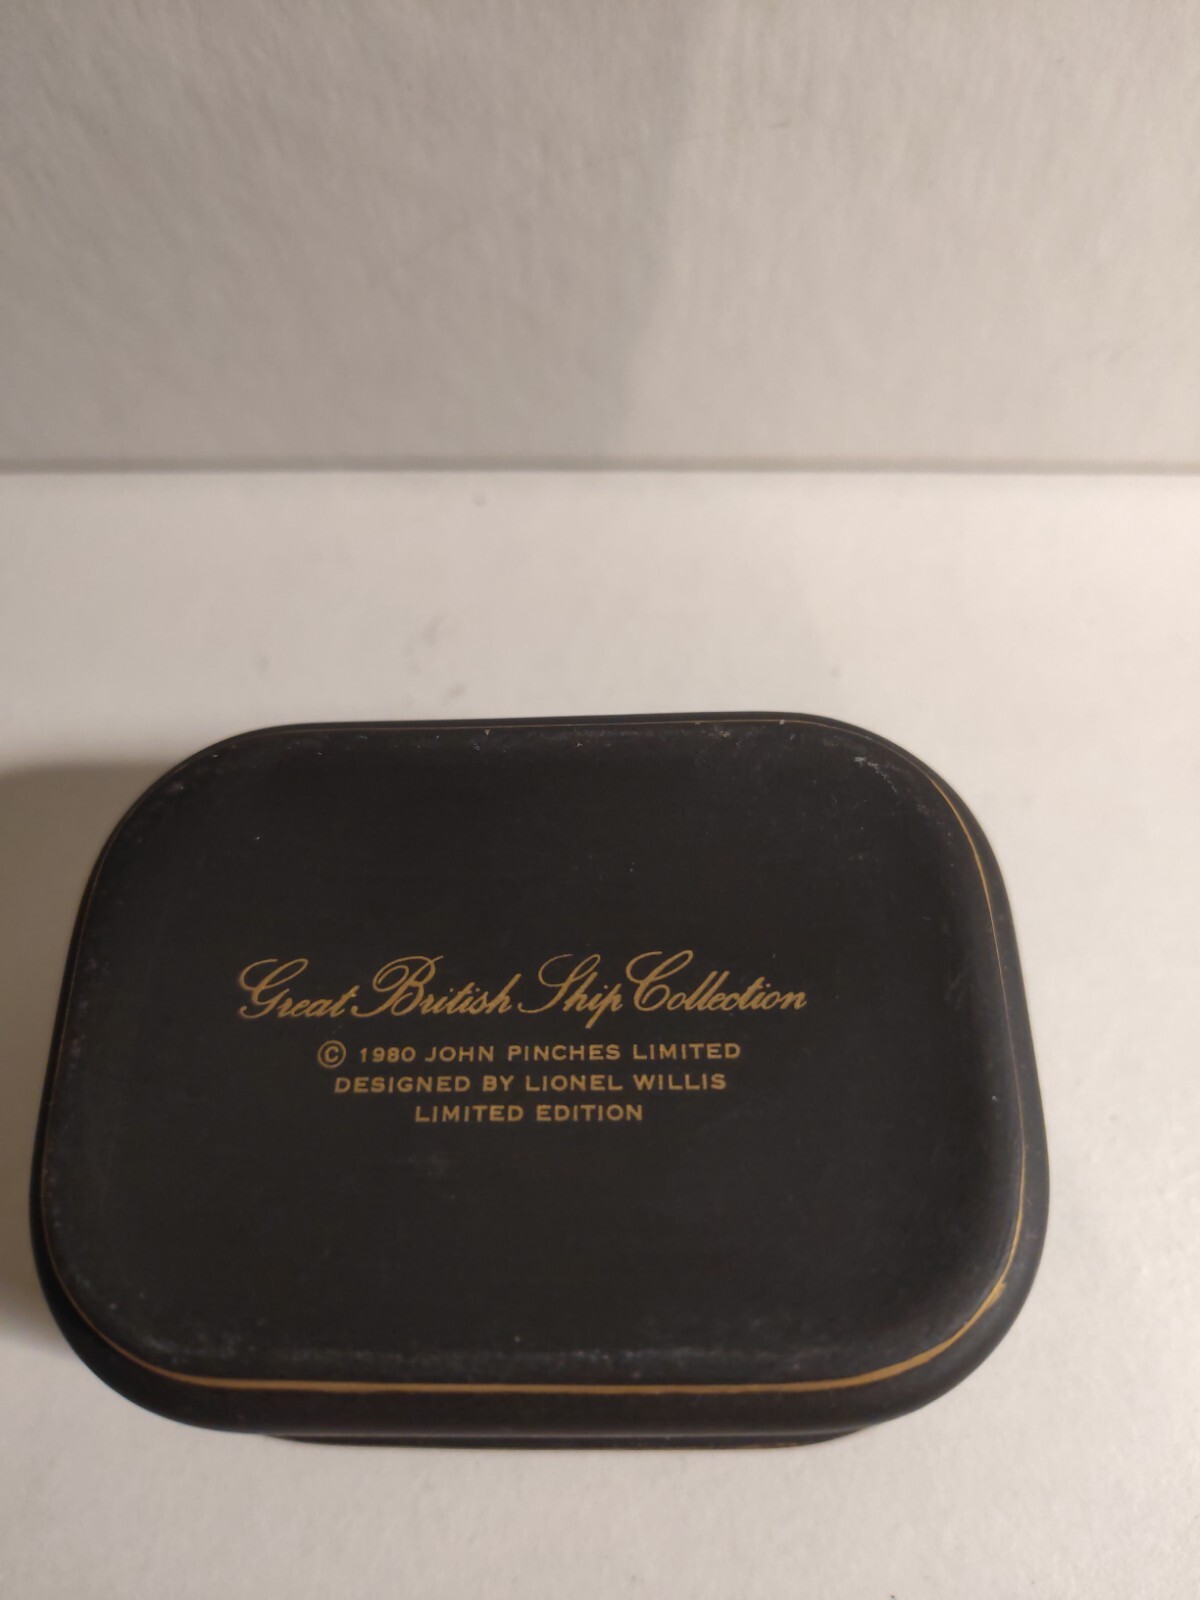 Great British Ship Collection
© 1980 JOHN PINCHES LIMITED
DESIGNED BY LIONEL WILLIS
LIMITED EDITION